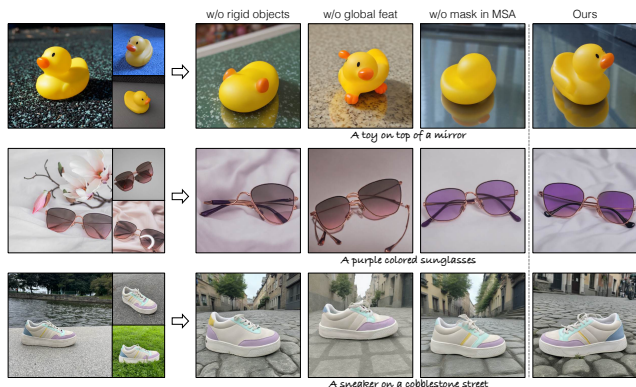 w/o rigid objects w/o global feat w/o mask in MSA Ours
A toy on top of a mirror
A purple colored sunglasses
A sneaker on a cobblestone street